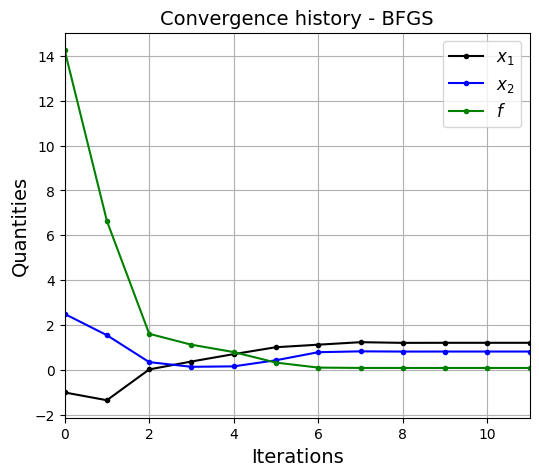 Convergence history - BFGS
14
12
10
8
6
4
2
0
−2
Quantities
x₁
x₂
f
0 2 4 6 8 10
Iterations